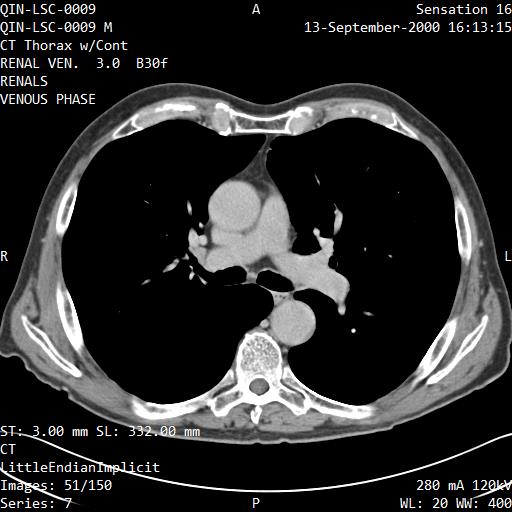 QIN-LSC-0009
A
Sensation 16
QIN-LSC-0009 M
13-September-2000 16:13:15
CT Thorax w/Cont
RENAL VEN. 3.0 B30f
RENALS
VENOUS PHASE
R
L
ST: 3.00 mm SL: 332.00 mm
CT
LittleEndianImplicit
Images: 51/150
280 mA 120kV
Series: 7
P
WL: 20 WW: 400